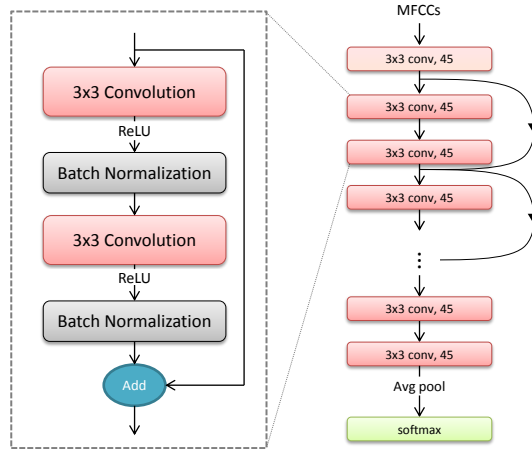 3x3 Convolution
ReLU
Batch Normalization
3x3 Convolution
ReLU
Batch Normalization
Add
MFCCs
3x3 conv, 45
3x3 conv, 45
3x3 conv, 45
3x3 conv, 45
⋮
3x3 conv, 45
3x3 conv, 45
Avg pool
softmax